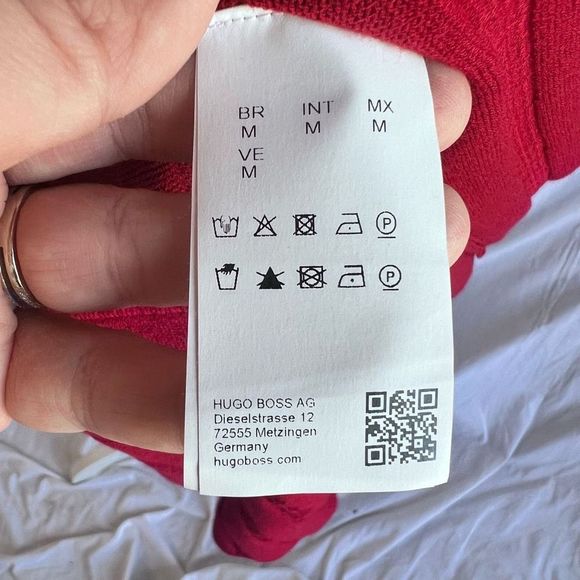 BR INT MX
M M M
VE
M
P
P
HUGO BOSS AG
Dieselstrasse 12
72555 Metzingen
Germany
hugoboss.com